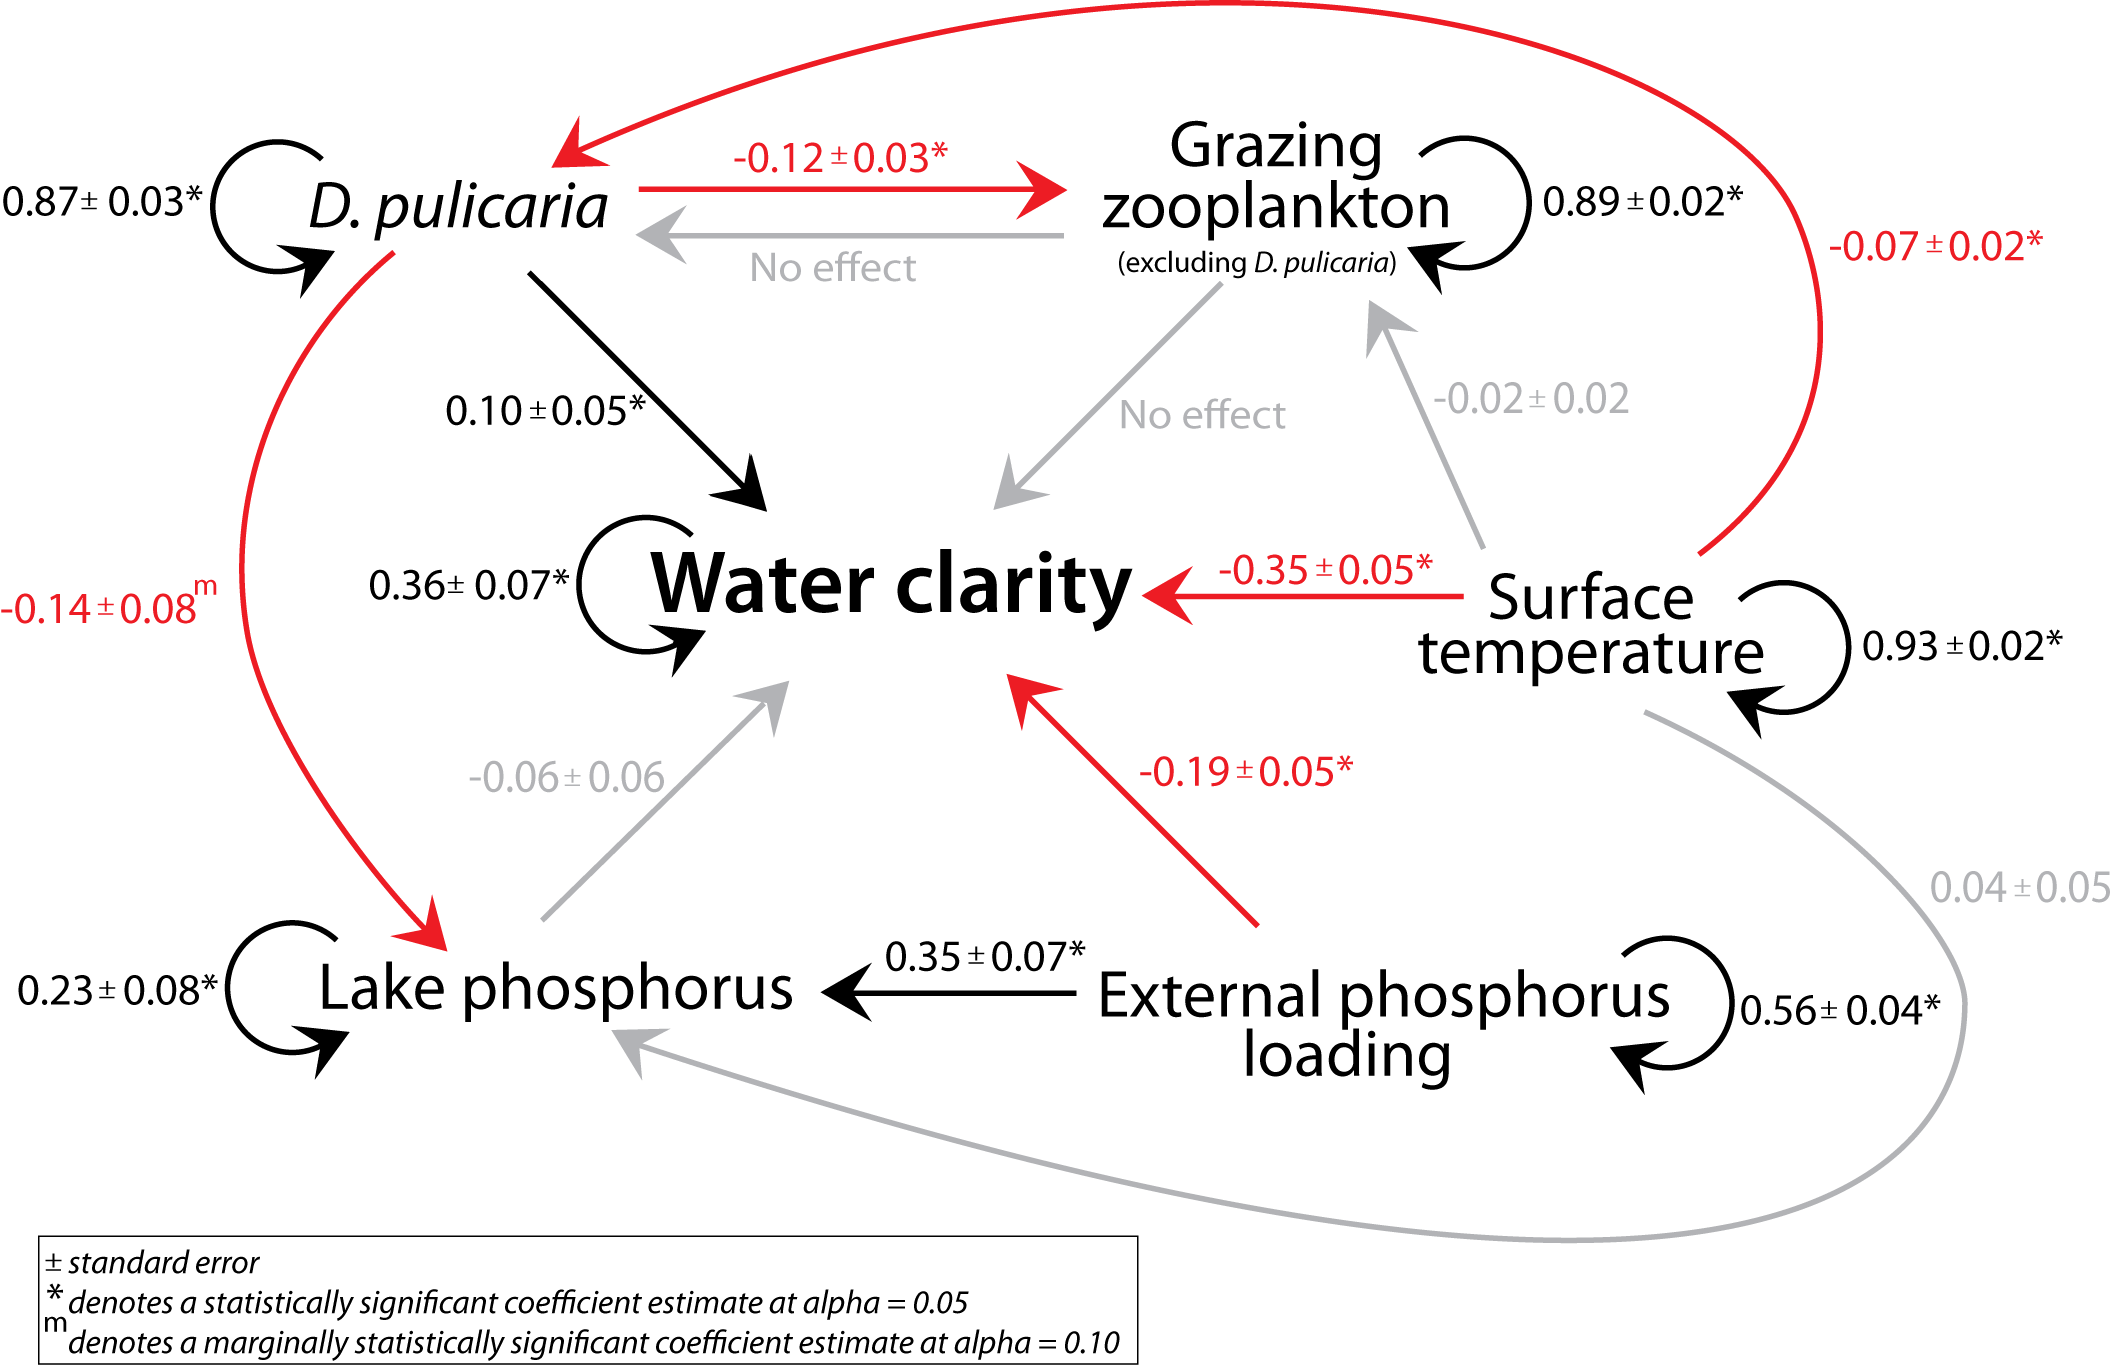 -0.12 ± 0.03*
Grazing
zooplankton
(excluding D. pulicaria)
0.87 ± 0.03*
D. pulicaria
0.89 ± 0.02*
-0.07 ± 0.02*
No effect
0.10 ± 0.05*
No effect
-0.02 ± 0.02
0.36 ± 0.07*
Water clarity
-0.35 ± 0.05*
Surface
temperature
0.93 ± 0.02*
-0.14 ± 0.08m
-0.06 ± 0.06
-0.19 ± 0.05*
0.04 ± 0.05
0.23 ± 0.08*
Lake phosphorus
0.35 ± 0.07*
External phosphorus
loading
0.56 ± 0.04*
± standard error
* denotes a statistically significant coefficient estimate at alpha = 0.05
m denotes a marginally statistically significant coefficient estimate at alpha = 0.10